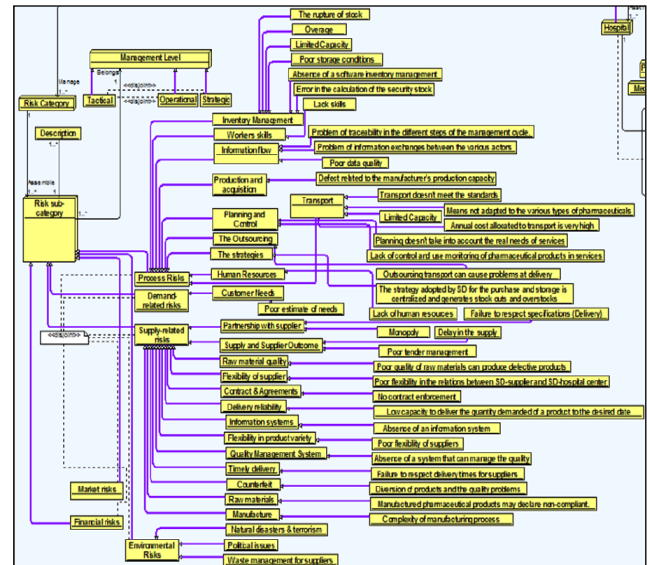 The rupture of stock
Overage
Hospital
Limited Capacity
Management Level
Poor storage conditions
Belongs
Absence of a software inventory management
Manage
<<disjoint>>
Error in the calculation of the security stock
Risk Category
Tactical
Operational
Strategic
Lack skills
Inventory Management
Description
Workers skills
Problem of traceability in the different steps of the management cycle.
1..*
Information flow
Problem of information exchanges between the various actors.
Poor data quality
Production and
acquisition
Defect related to the manufacturer's production capacity
Transport doesn't meet the standards
Risk sub-
category
Transport
Means not adapted to the various types of pharmaceuticals
Planning and
Control
Limited Capacity
Annual cost allocated to transport is very high
The Outsourcing
Planning doesn't take into account the real needs of services
The strategies
Lack of control and use monitoring of pharmaceutical products in services
Process Risks
Human Resources
Outsourcing transport can cause problems at delivery
Demand-
related risks
Customer Needs
The strategy adopted by SD for the purchase and storage is
centralized and generates stock outs and overstocks
Poor estimate of needs
Lack of human resources
Failure to respect specifications (Delivery)
Supply-related
risks
Partnership with supplier
Monopoly
Delay in the supply
<<disjoint>>
Supply and Supplier Outcome
Poor tender management
Raw material quality
Poor quality of raw materials can produce defective products
Flexibility of supplier
Poor flexibility in the relations between SD-supplier and SD-hospital center
Contract & Agreements
No contract enforcement
Delivery reliability
Low capacity to deliver the quantity demanded of a product to the desired date
Information systems
Absence of an information system
Flexibility in product variety
Poor flexiblity of suppliers
Quality Management System
Absence of a system that can manage the quality
Timely delivery
Failure to respect delivery times for suppliers
Market risks
Counterfeit
Diversion of products and the quality problems
Raw materials
Manufactured pharmaceutical products may declare non-compliant.
Financial risks
Manufacture
Complexity of manufacturing process
Natural disasters & terrorism
Environmental
Risks
Political issues
Waste management for suppliers